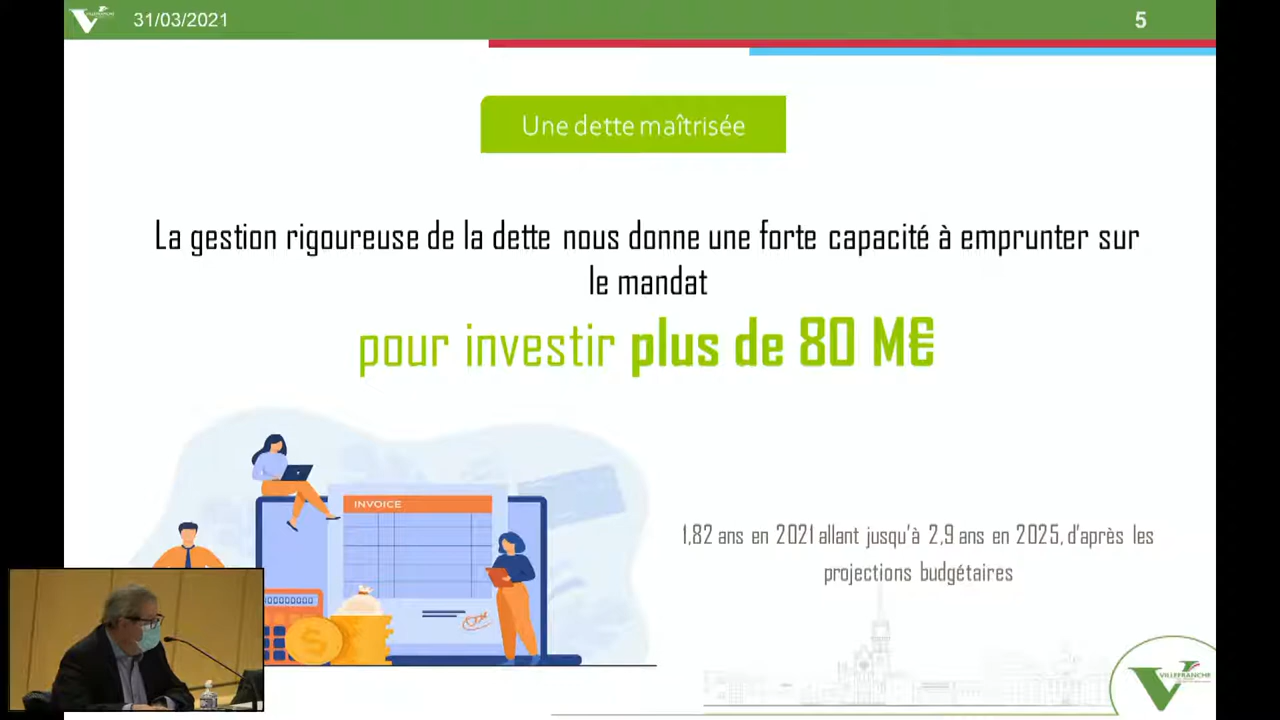 VILLEFRANCHE
31/03/2021
5
Une dette maîtrisée
La gestion rigoureuse de la dette nous donne une forte capacité à emprunter sur
le mandat
pour investir plus de 80 M€
INVOICE
1,82 ans en 2021 allant jusqu'à 2,9 ans en 2025, d'après les
projections budgétaires
VILLEFRANCHE